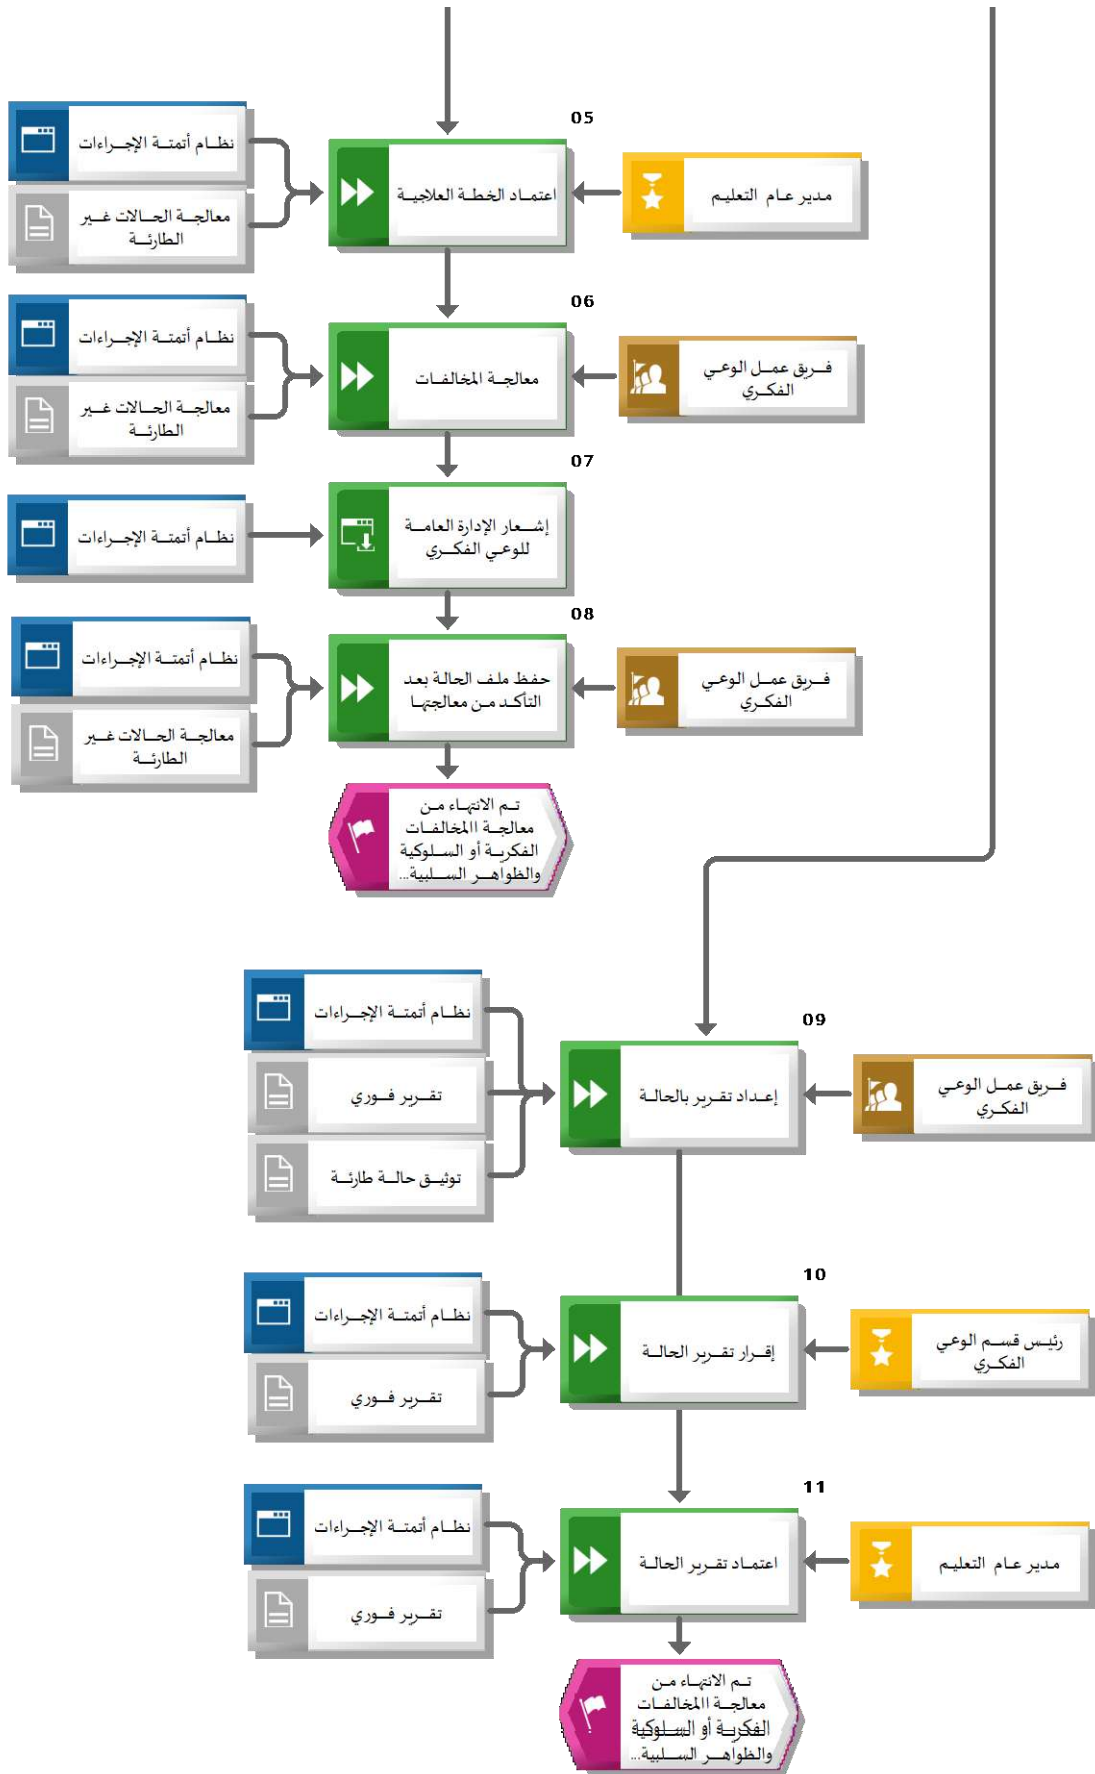 05
مدير عام التعليم
اعتماد الخطة العلاجية
نظام أتمتة الإجراءات
معالجة الحالات غير
الطارئة
06
فريق عمل الوعي
الفكري
معالجة المخالفات
نظام أتمتة الإجراءات
معالجة الحالات غير
الطارئة
07
إشعار الإدارة العامة
للوعي الفكري
نظام أتمتة الإجراءات
08
فريق عمل الوعي
الفكري
حفظ ملف الحالة بعد
التأكد من معالجتها
نظام أتمتة الإجراءات
معالجة الحالات غير
الطارئة
تم الانتهاء من
معالجة االمخالفات
الفكرية أو السلوكية
والظواهر السلبية...
09
فريق عمل الوعي
الفكري
إعداد تقرير بالحالة
نظام أتمتة الإجراءات
تقرير فوري
توثيق حالة طارئة
10
رئيس قسم الوعي
الفكري
إقرار تقرير الحالة
نظام أتمتة الإجراءات
تقرير فوري
11
مدير عام التعليم
اعتماد تقرير الحالة
نظام أتمتة الإجراءات
تقرير فوري
تم الانتهاء من
معالجة االمخالفات
الفكرية أو السلوكية
والظواهر السلبية...